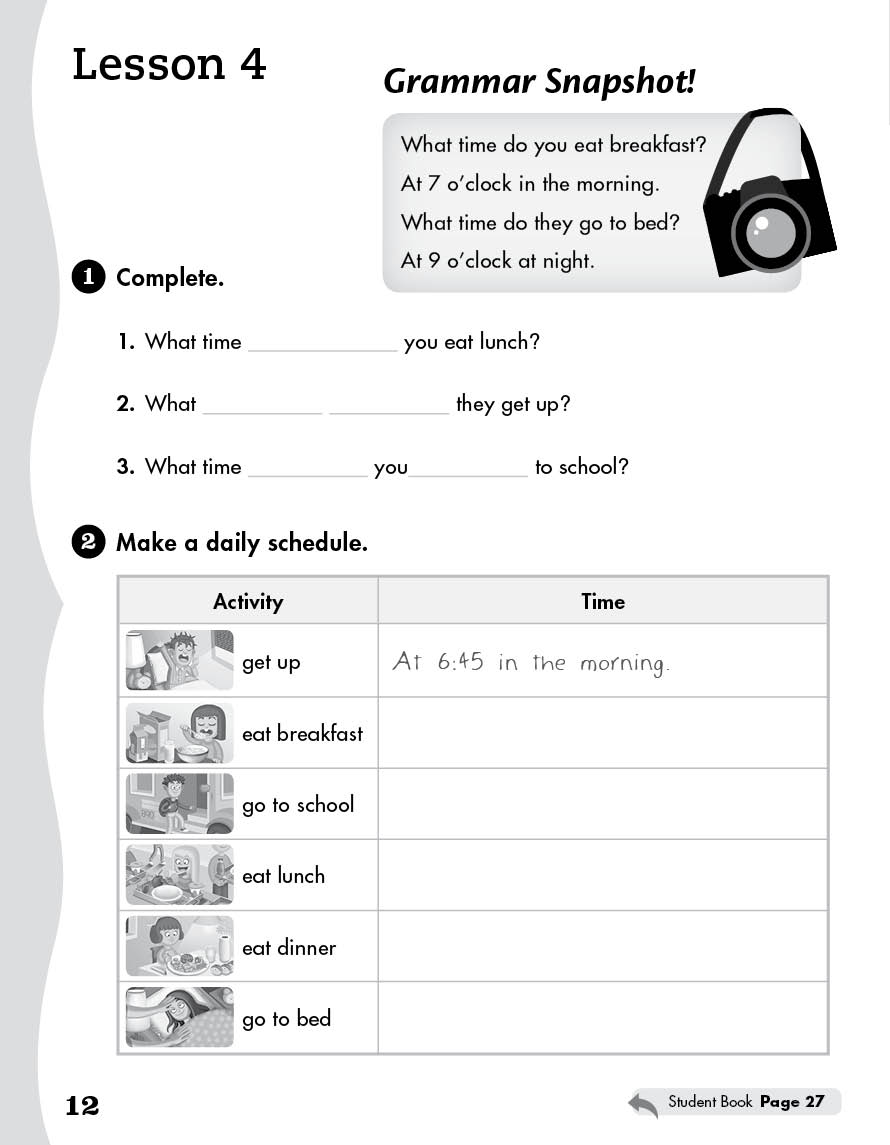 Lesson 4
Grammar Snapshot!
What time do you eat breakfast?
At 7 o'clock in the morning.
What time do they go to bed?
At 9 o'clock at night.
1 Complete.
1. What time ____________ you eat lunch?
2. What __________ __________ they get up?
3. What time __________ you__________ to school?
2 Make a daily schedule.
Activity Time
get up At 6:45 in the morning.
eat breakfast
go to school
eat lunch
eat dinner
go to bed
12
Student Book Page 27